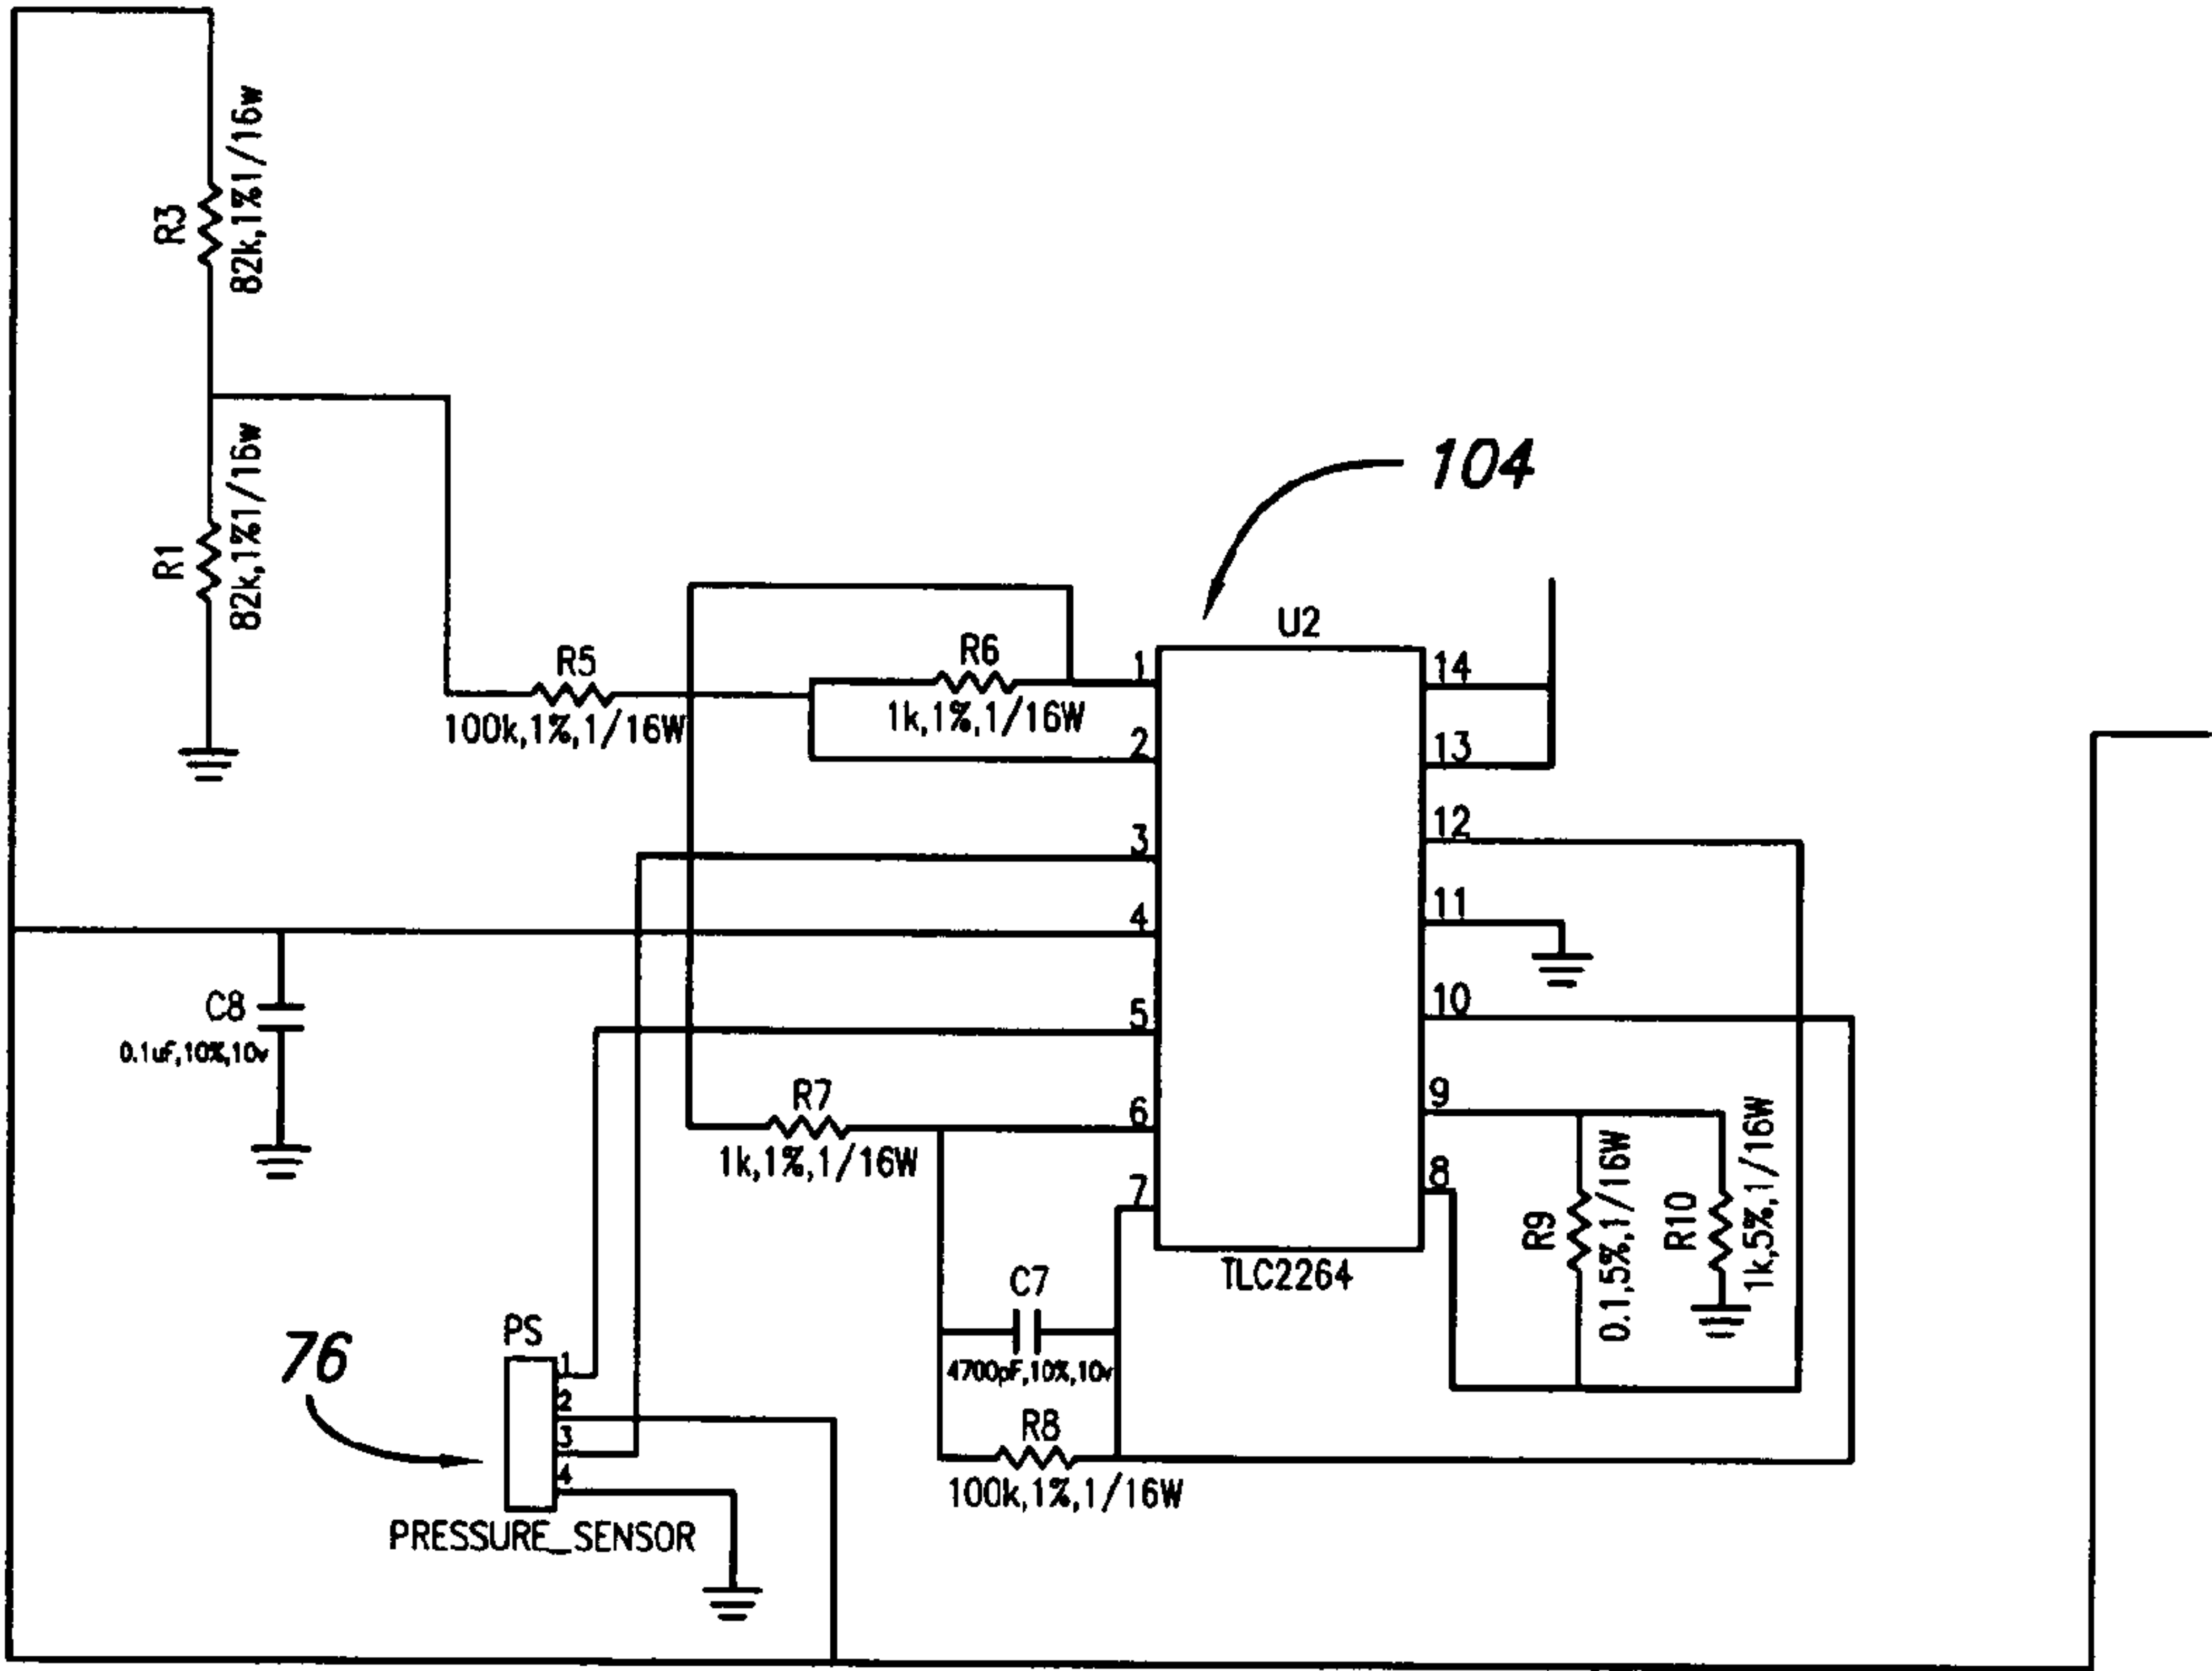 R3
82k,1%1/16w
R1
82k,1%1/16w
104
U2
R5
100k,1%,1/16W
R6
1k,1%,1/16W
1
2
3
4
5
6
7
14
13
12
11
10
9
8
C8
0.1uF,10%,10v
R7
1k,1%,1/16W
R9
0.1,5%,1/16W
R10
1k,5%,1/16W
TLC2264
C7
4700pF,10%,10v
R8
100k,1%,1/16W
76
PS
1
2
3
4
PRESSURE_SENSOR